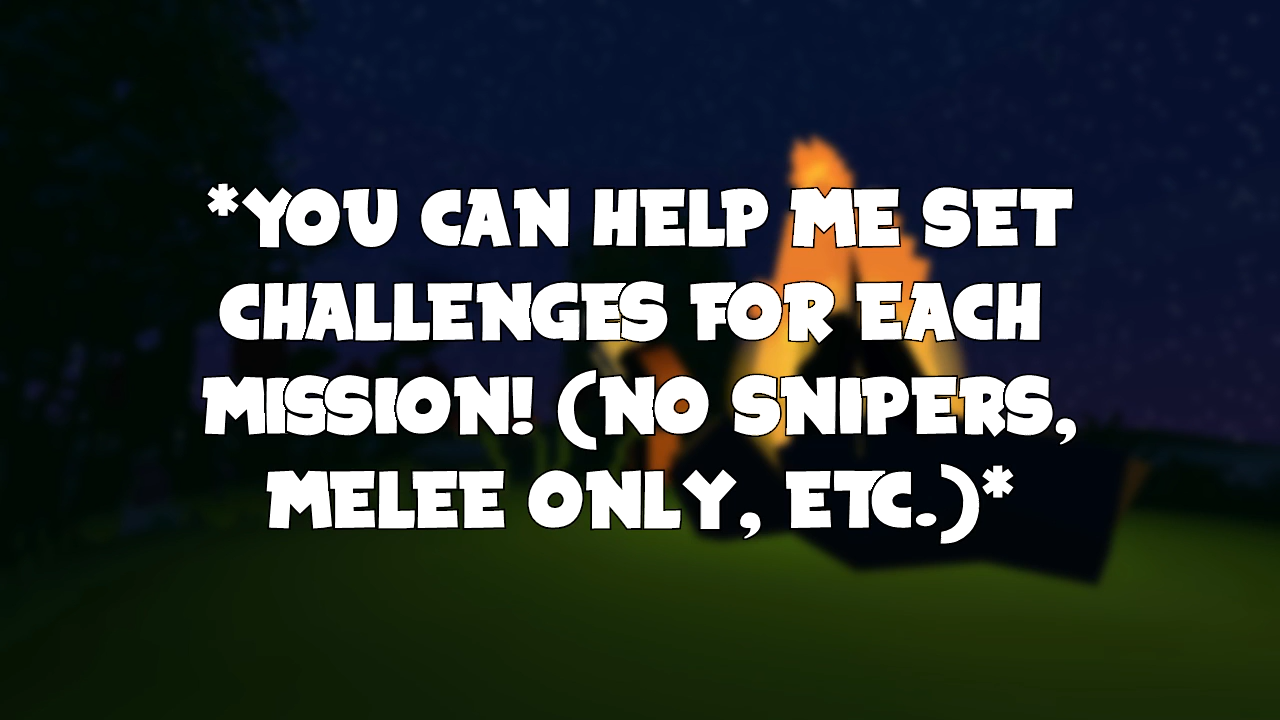 *YOU CAN HELP ME SET
CHALLENGES FOR EACH
MISSION! (NO SNIPERS,
MELEE ONLY, ETC.)*